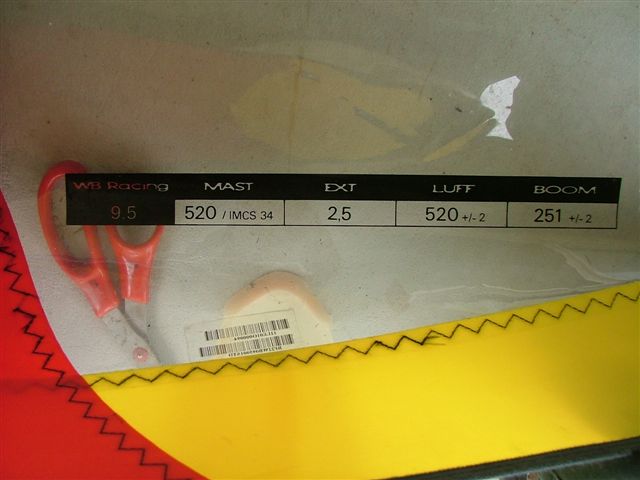 WB Racing MAST EXT LUFF BOOM
9.5 520 / IMCS 34 2,5 520 +/- 2 251 +/- 2